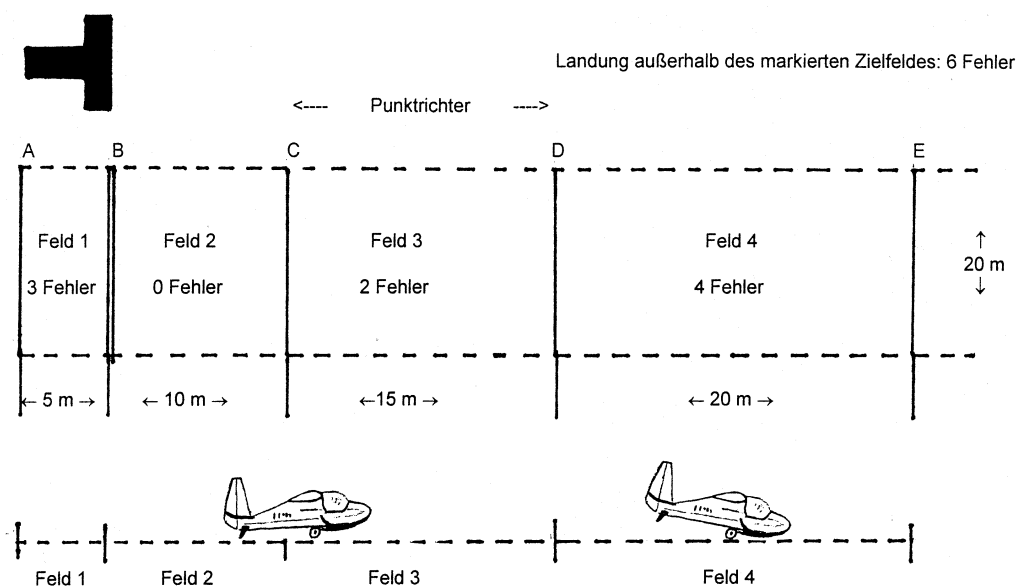 Landung außerhalb des markierten Zielfeldes: 6 Fehler
<---- Punktrichter ---->
A B C D E
Feld 1 Feld 2 Feld 3 Feld 4
↑
20 m
↓
3 Fehler 0 Fehler 2 Fehler 4 Fehler
← 5 m → ← 10 m → ←15 m → ← 20 m →
Feld 1 Feld 2 Feld 3 Feld 4